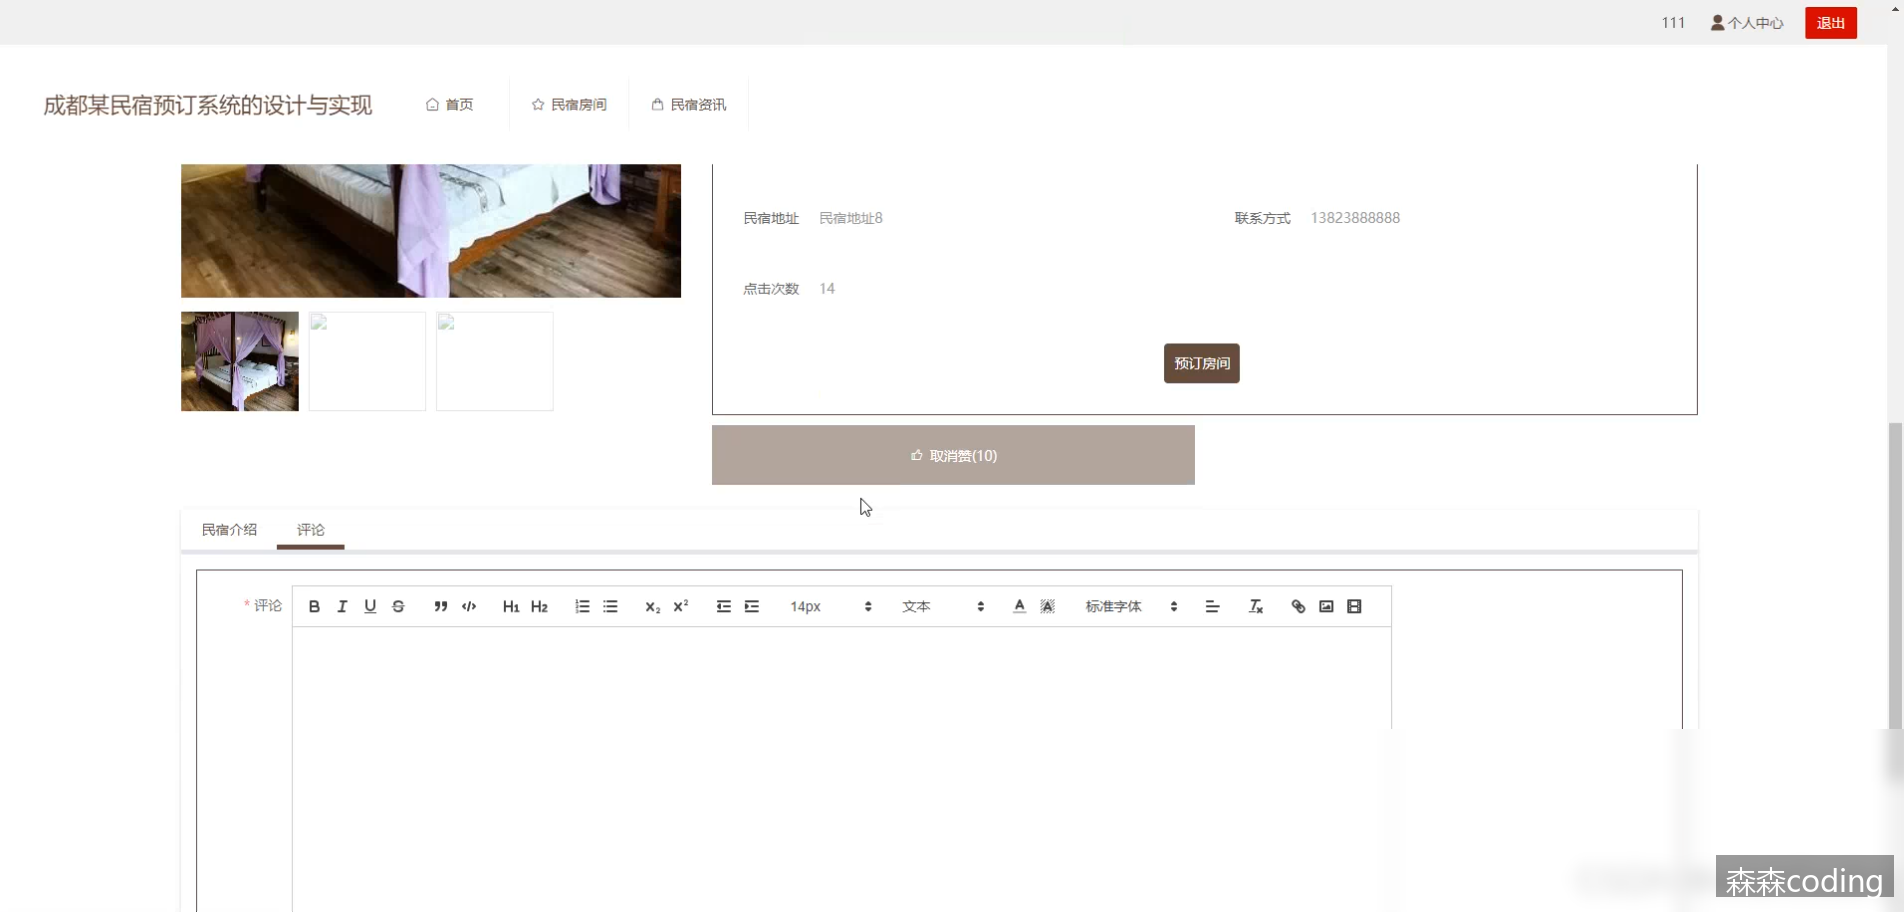 111 个人中心 退出
成都某民宿预订系统的设计与实现 首页 民宿房间 民宿资讯
民宿地址 民宿地址8 联系方式 13823888888
点击次数 14
预订房间
取消赞(10)
民宿介绍 评论
* 评论 B I U S H1 H2 X2 X2 14px 文本 A A 标准字体 Tx
森森coding